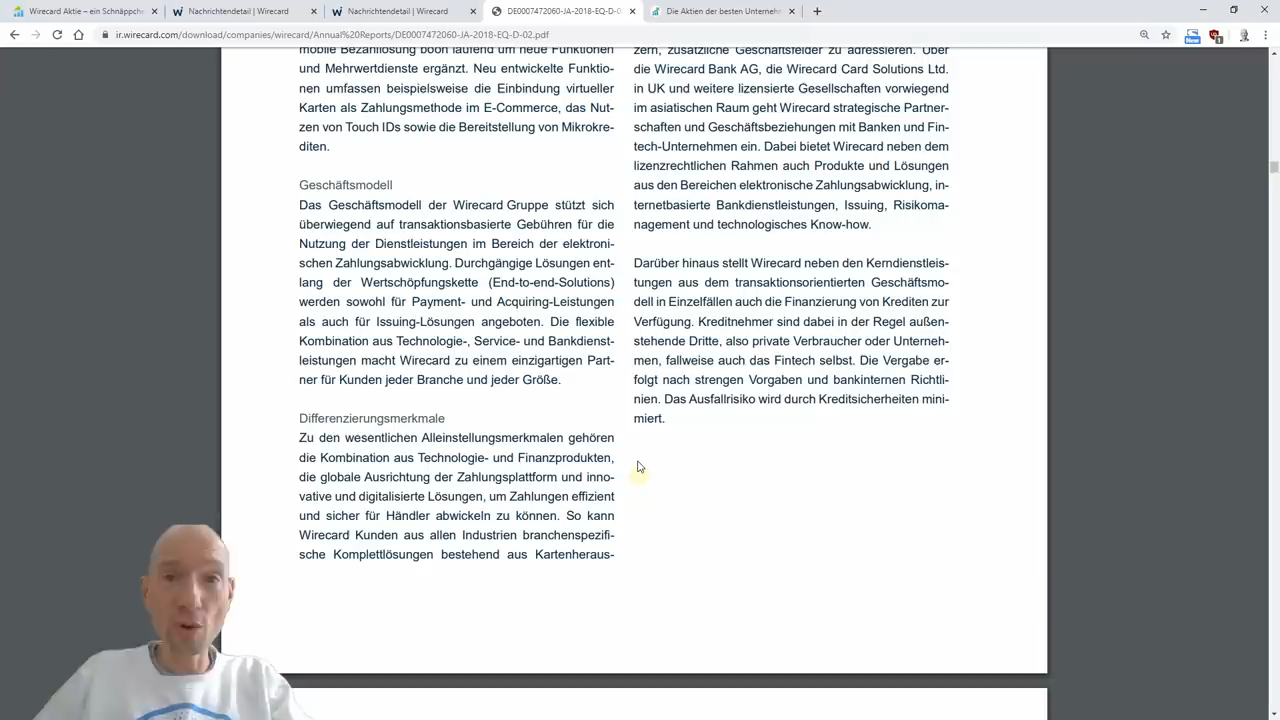 Wirecard Aktie – ein Schnäppche
Nachrichtendetail | Wirecard
Nachrichtendetail | Wirecard
DE0007472060-JA-2018-EQ-D-0
Die Aktien der besten Unternehm
ir.wirecard.com/download/companies/wirecard/Annual%20Reports/DE0007472060-JA-2018-EQ-D-02.pdf
mobile Bezahllösung boon laufend um neue Funktionen
und Mehrwertdienste ergänzt. Neu entwickelte Funktio-
nen umfassen beispielsweise die Einbindung virtueller
Karten als Zahlungsmethode im E-Commerce, das Nut-
zen von Touch IDs sowie die Bereitstellung von Mikrokre-
diten.
Geschäftsmodell
Das Geschäftsmodell der Wirecard Gruppe stützt sich
überwiegend auf transaktionsbasierte Gebühren für die
Nutzung der Dienstleistungen im Bereich der elektroni-
schen Zahlungsabwicklung. Durchgängige Lösungen ent-
lang der Wertschöpfungskette (End-to-end-Solutions)
werden sowohl für Payment- und Acquiring-Leistungen
als auch für Issuing-Lösungen angeboten. Die flexible
Kombination aus Technologie-, Service- und Bankdienst-
leistungen macht Wirecard zu einem einzigartigen Part-
ner für Kunden jeder Branche und jeder Größe.
Differenzierungsmerkmale
Zu den wesentlichen Alleinstellungsmerkmalen gehören
die Kombination aus Technologie- und Finanzprodukten,
die globale Ausrichtung der Zahlungsplattform und inno-
vative und digitalisierte Lösungen, um Zahlungen effizient
und sicher für Händler abwickeln zu können. So kann
Wirecard Kunden aus allen Industrien branchenspezifi-
sche Komplettlösungen bestehend aus Kartenheraus-
zern, zusätzliche Geschäftsfelder zu adressieren. Über
die Wirecard Bank AG, die Wirecard Card Solutions Ltd.
in UK und weitere lizensierte Gesellschaften vorwiegend
im asiatischen Raum geht Wirecard strategische Partner-
schaften und Geschäftsbeziehungen mit Banken und Fin-
tech-Unternehmen ein. Dabei bietet Wirecard neben dem
lizenzrechtlichen Rahmen auch Produkte und Lösungen
aus den Bereichen elektronische Zahlungsabwicklung, in-
ternetbasierte Bankdienstleistungen, Issuing, Risikoma-
nagement und technologisches Know-how.
Darüber hinaus stellt Wirecard neben den Kerndienstleis-
tungen aus dem transaktionsorientierten Geschäftsmo-
dell in Einzelfällen auch die Finanzierung von Krediten zur
Verfügung. Kreditnehmer sind dabei in der Regel außen-
stehende Dritte, also private Verbraucher oder Unterneh-
men, fallweise auch das Fintech selbst. Die Vergabe er-
folgt nach strengen Vorgaben und bankinternen Richtli-
nien. Das Ausfallrisiko wird durch Kreditsicherheiten mini-
miert.